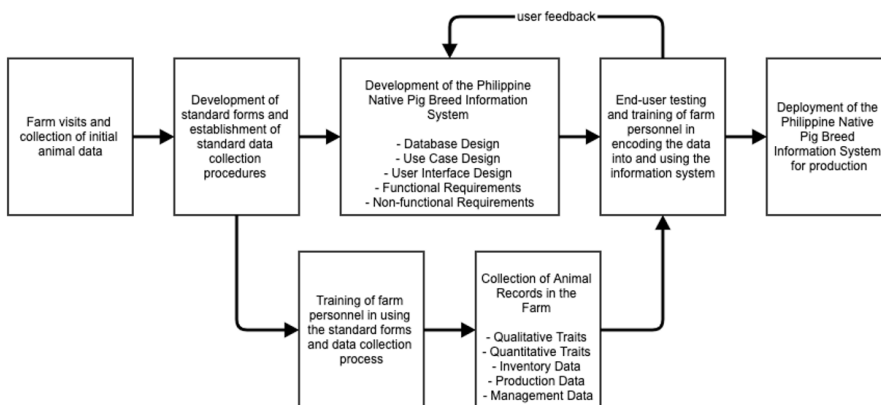 user feedback
Farm visits and
collection of initial
animal data
Development of
standard forms and
establishment of
standard data
collection
procedures
Development of the Philippine
Native Pig Breed Information
System
- Database Design
- Use Case Design
- User Interface Design
- Functional Requirements
- Non-functional Requirements
End-user testing
and training of farm
personnel in
encoding the data
into and using the
information system
Deployment of the
Philippine Native
Pig Breed
Information System
for production
Training of farm
personnel in using
the standard forms
and data collection
process
Collection of Animal
Records in the
Farm
- Qualitative Traits
- Quantitative Traits
- Inventory Data
- Production Data
- Management Data